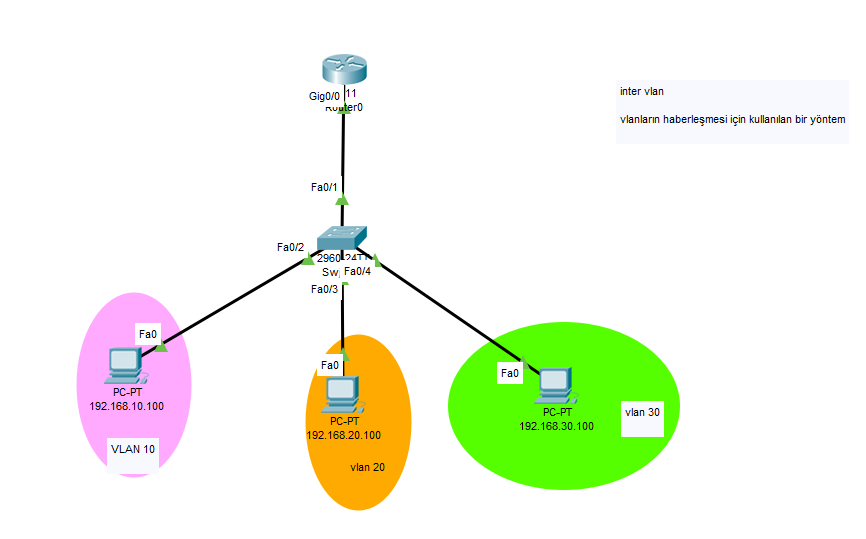 Gig0/0
11
Router0
inter vlan
vlanların haberleşmesi için kullanılan bir yöntem
Fa0/1
Fa0/2
Fa0/4
Fa0/3
Fa0
PC-PT
192.168.10.100
VLAN 10
Fa0
PC-PT
192.168.20.100
vlan 20
Fa0
PC-PT
192.168.30.100
vlan 30